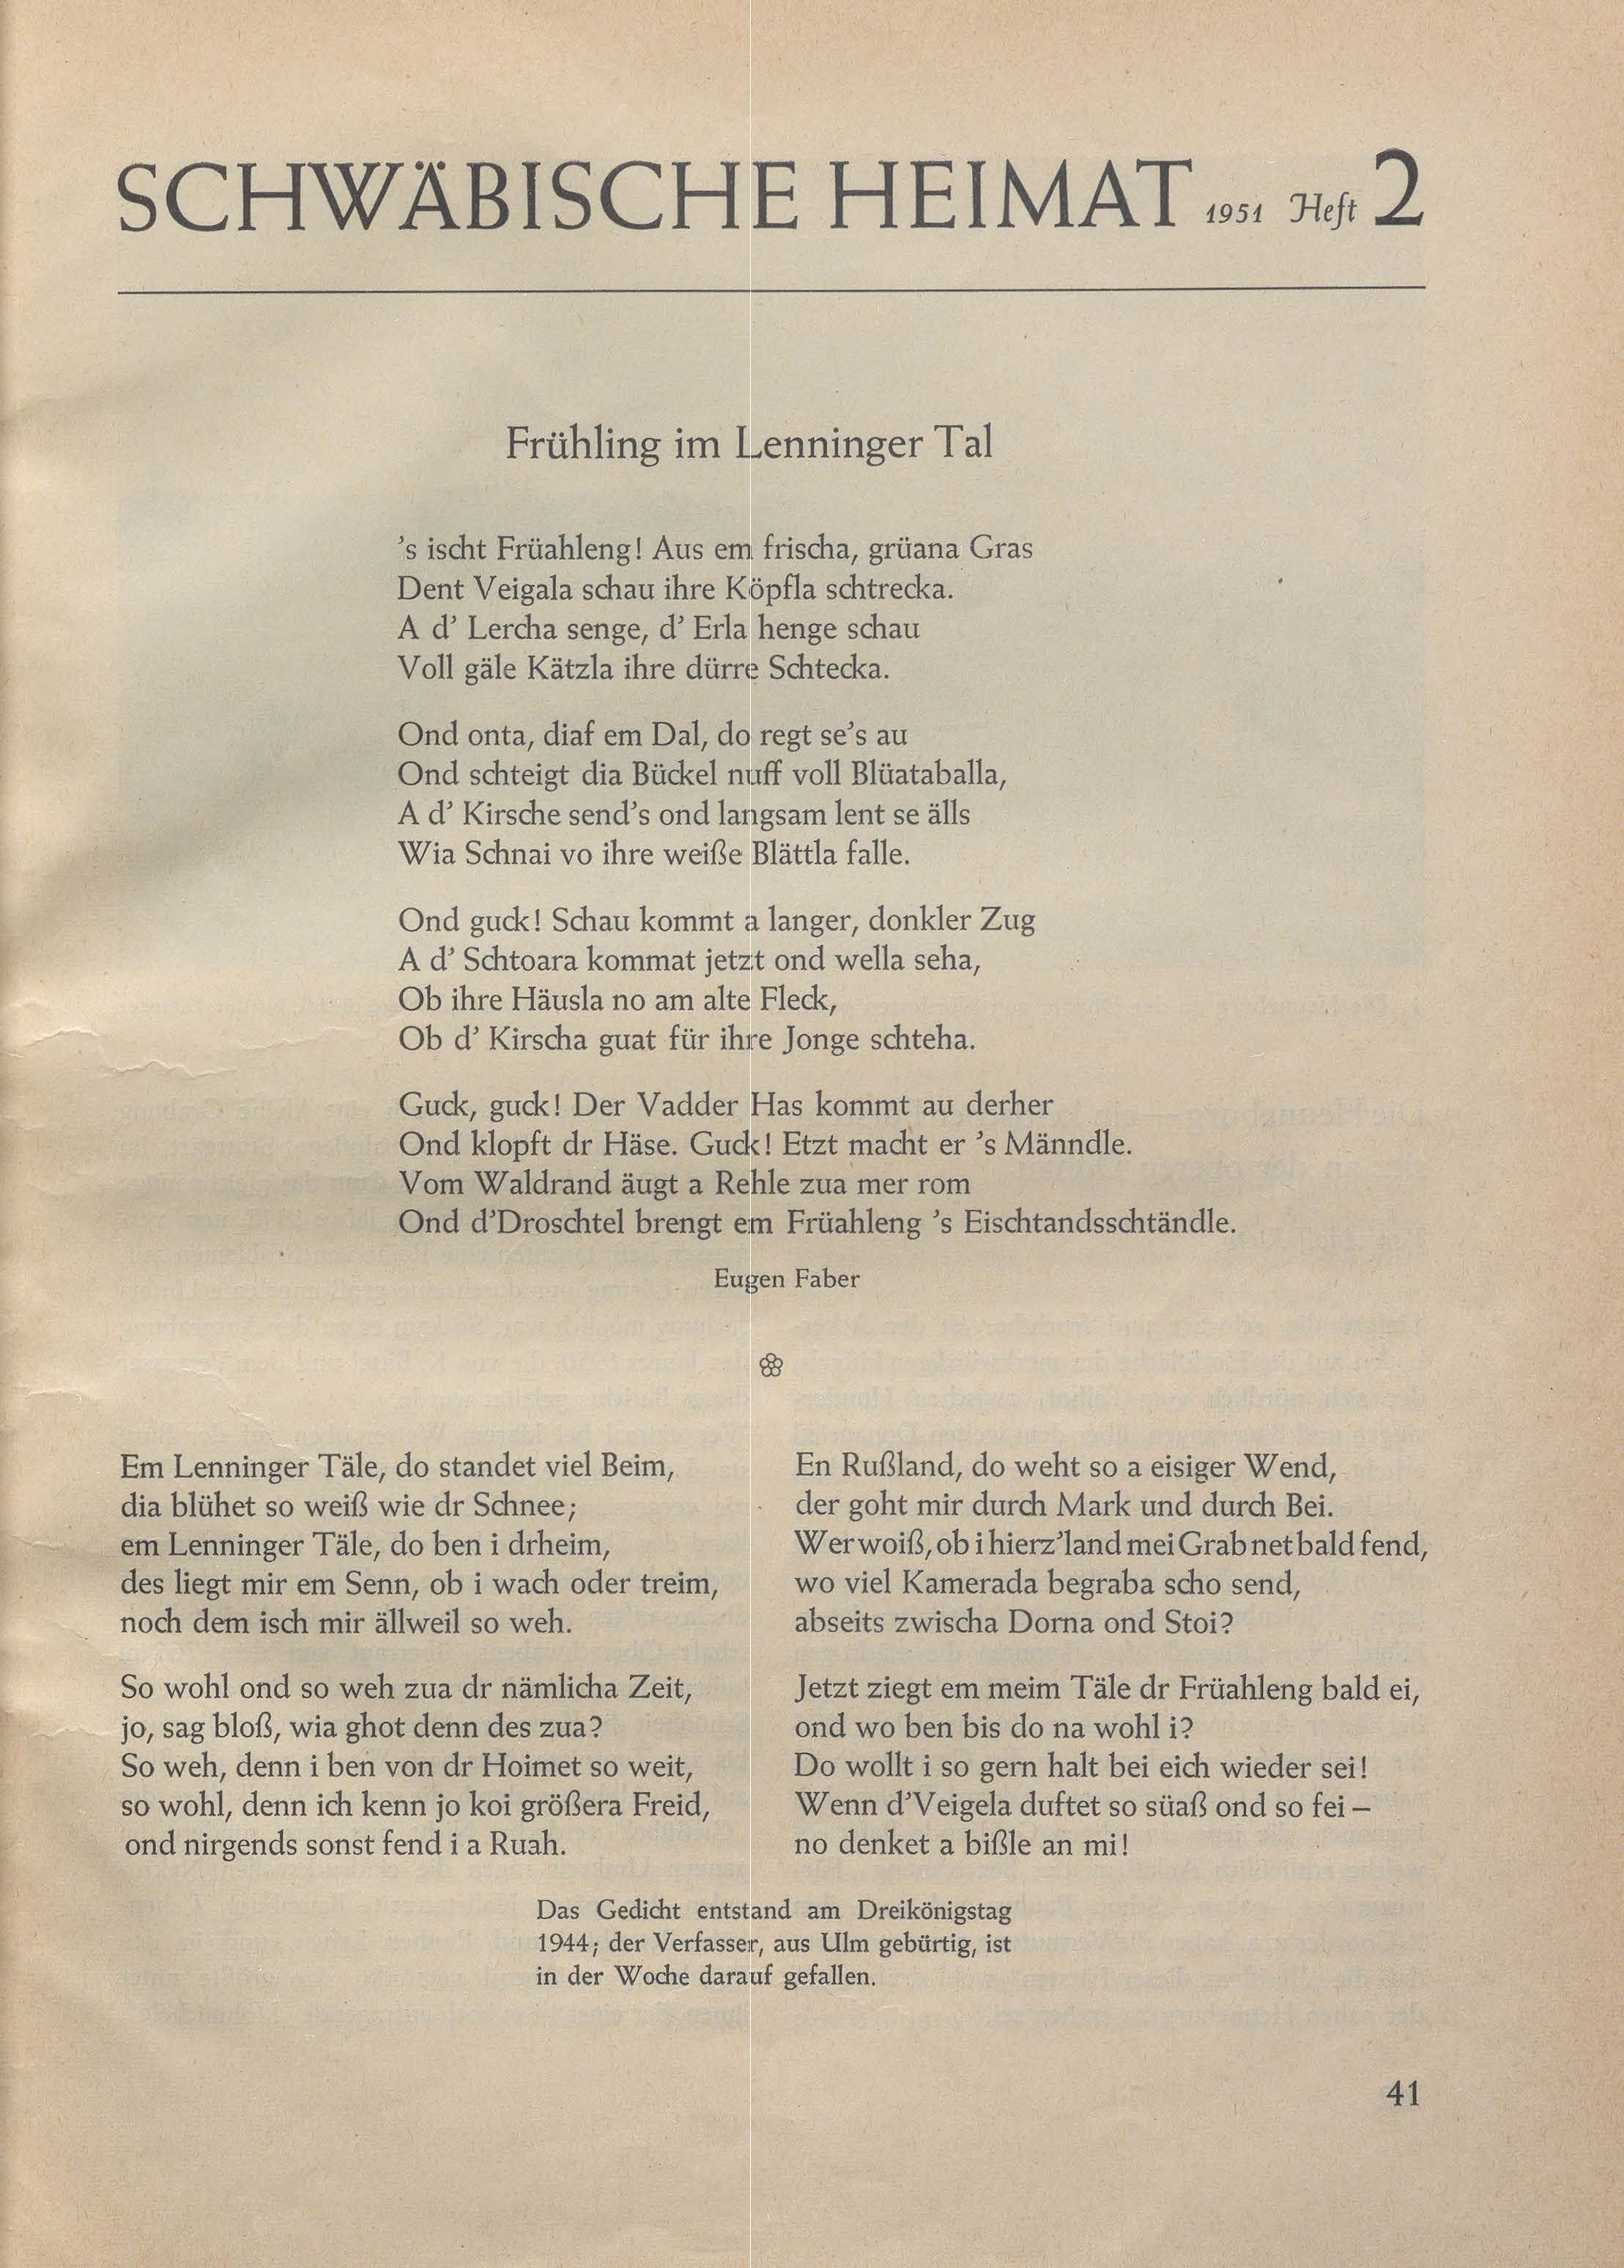 SCHWÄBISCHE HEIMAT 1951 Heft 2
Frühling im Lenninger Tal
’s ischt Früahleng! Aus em frischa, grüana Gras
Dent Veigala schau ihre Köpfla schtrecka.
A d’ Lercha senge, d’ Erla henge schau
Voll gäle Kätzla ihre dürre Schtecka.
Ond onta, diaf em Dal, do regt se’s au
Ond schteigt dia Bückel nuff voll Blüataballa,
A d’ Kirsche send’s ond langsam lent se älls
Wia Schnai vo ihre weiße Blättla falle.
Ond guck! Schau kommt a langer, donkler Zug
A d’ Schtoara kommat jetzt ond wella seha,
Ob ihre Häusla no am alte Fleck,
Ob d’ Kirscha guat für ihre Jonge schteha.
Guck, guck! Der Vadder Has kommt au derher
Ond klopft dr Häse. Guck! Etzt macht er ’s Männdle.
Vom Waldrand äugt a Rehle zua mer rom
Ond d’Droschtel brengt em Früahleng ’s Eischtandsschtändle.
Eugen Faber
Em Lenninger Täle, do standet viel Beim,
dia blühet so weiß wie dr Schnee;
em Lenninger Täle, do ben i drheim,
des liegt mir em Senn, ob i wach oder treim,
noch dem isch mir ällweil so weh.
So wohl ond so weh zua dr nämlicha Zeit,
jo, sag bloß, wia ghot denn des zua?
So weh, denn i ben von dr Hoimet so weit,
so wohl, denn ich kenn jo koi größera Freid,
ond nirgends sonst fend i a Ruah.
En Rußland, do weht so a eisiger Wend,
der goht mir durch Mark und durch Bei.
Wer woiß, ob i hierz’land mei Grab net bald fend,
wo viel Kamerada begraba scho send,
abseits zwischa Dorna ond Stoi?
Jetzt ziegt em meim Täle dr Früahleng bald ei,
ond wo ben bis do na wohl i?
Do wollt i so gern halt bei eich wieder sei!
Wenn d’Veigela duftet so süaß ond so fei –
no denket a bißle an mi!
Das Gedicht entstand am Dreikönigstag
1944; der Verfasser, aus Ulm gebürtig, ist
in der Woche darauf gefallen.
41